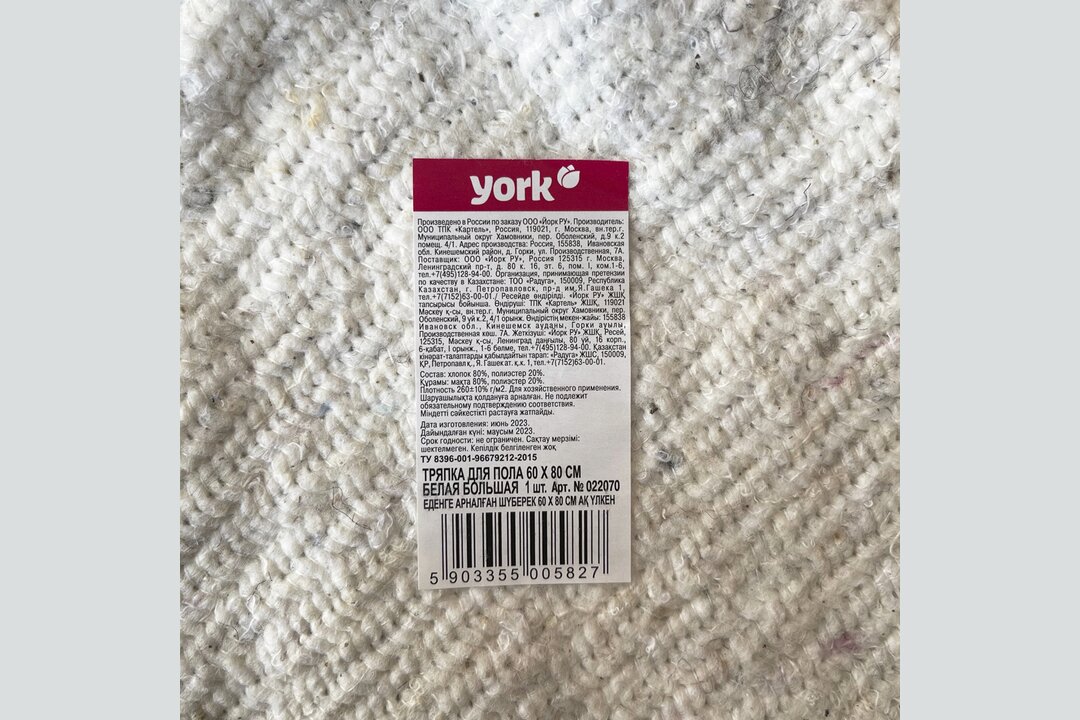 york
Произведено в России по заказу ООО «Йорк РУ». Производитель:
ООО ТПК «Картель», Россия, 119021, г. Москва, вн.тер.г.
Муниципальный округ Хамовники, пер. Оболенский, д.9 к.2
помещ. 4/1. Адрес производства: Россия, 155838, Ивановская
обл. Кинешемский район, д. Горки, ул. Производственная, 7А.
Поставщик: ООО «Йорк РУ», Россия 125315 г. Москва,
Ленинградский пр-т, д. 80 к. 16, эт. 6, пом. I, ком.1-6,
тел.+7(495)128-94-00. Организация, принимающая претензии
по качеству в Казахстане: ТОО «Радуга», 150009, Республика
Казахстан, г. Петропавловск, пр-д им.Я.Гашека 1,
тел.+7(7152)63-00-01./ Ресейде өндірілді. «Йорк РУ» ЖШҚ
тапсырысы бойынша. Өндіруші: ТПК «Картель» ЖШҚ, 119021
Маскеу қ-сы, вн.тер.г. Муниципальный округ Хамовники, пер.
Оболенский, 9 үй к.2, 4/1 орынж. Өндірістің мекен-жайы: 155838
Ивановск обл., Кинешемск ауданы, Горки ауылы,
Производственная көш. 7А. Жеткізуші: «Йорк РУ» ЖШҚ, Ресей,
125315, Маскеу қ-сы, Ленинград даңғылы, 80 үй, 16 корп.,
6-қабат, I орынж., 1-6 бөлме, тел.+7(495)128-94-00. Қазақстан
кінәрат-талаптарды қабылдайтын тарап: «Радуга» ЖШС, 150009,
ҚР, Петропавл қ., Я. Гашек ат. қ.х. 1, тел.+7(7152)63-00-01.
Состав: хлопок 80%, полиэстер 20%.
Құрамы: мақта 80%, полиэстер 20%.
Плотность 260±10% г/м2. Для хозяйственного применения.
Шаруашылықта қолдануға арналған. Не подлежит
обязательному подтверждению соответствия.
Міндетті сәйкестікті растауға жатпайды.
Дата изготовления: июнь 2023.
Дайындалған күні: маусым 2023.
Срок годности: не ограничен. Сақтау мерзімі:
шектелмеген. Кепілдік белгіленген жоқ
ТУ 8396-001-96679212-2015
ТРЯПКА ДЛЯ ПОЛА 60 Х 80 СМ
БЕЛАЯ БОЛЬШАЯ 1 шт. Арт. № 022070
ЕДЕНГЕ АРНАЛҒАН ШҮБЕРЕК 60 Х 80 СМ АҚ ҮЛКЕН
5 903355 005827